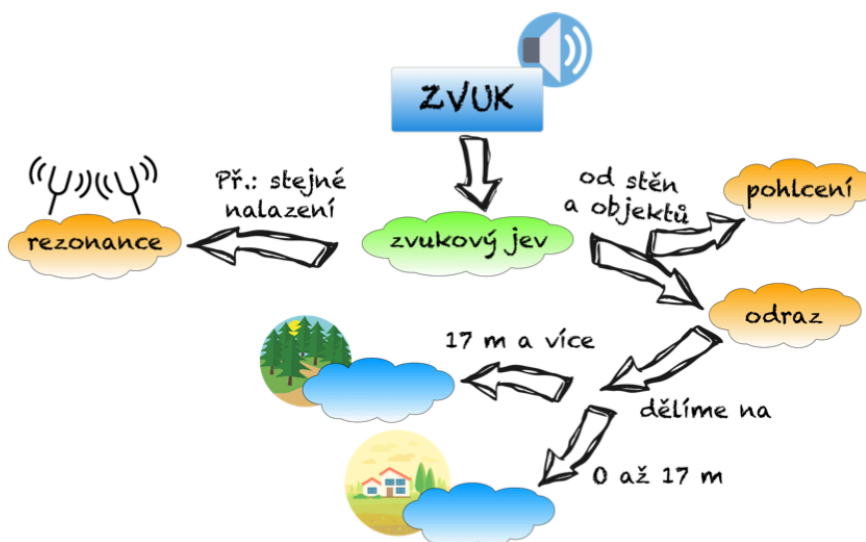 ZVUK
Př.: stejné
nalazení
od stěn
a objektů
pohlcení
rezonance
zvukový jev
odraz
17 m a více
dělíme na
0 až 17 m